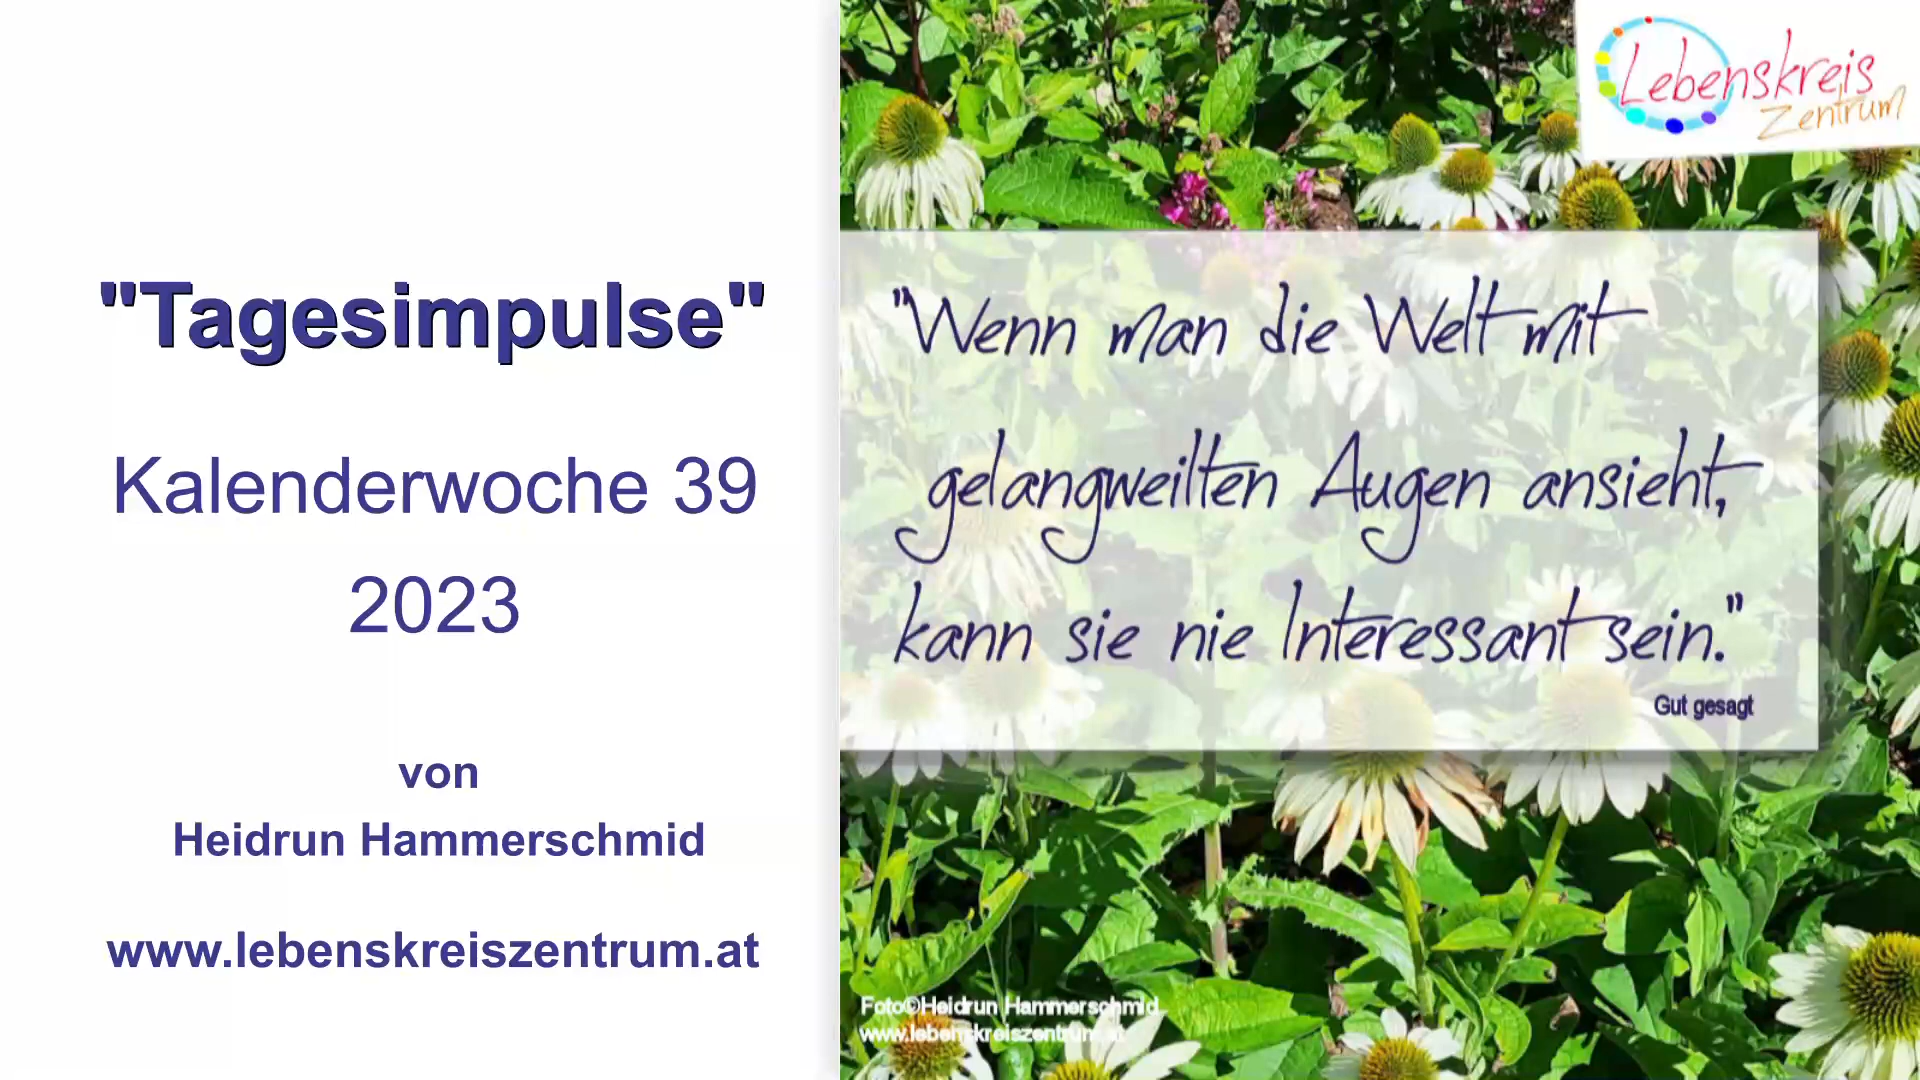 "Tagesimpulse"
Kalenderwoche 39
2023
von
Heidrun Hammerschmid
www.lebenskreiszentrum.at
Lebenskreis
Zentrum
"Wenn man die Welt mit
gelangweilten Augen ansieht,
kann sie nie Interessant sein."
Gut gesagt
Foto©Heidrun Hammerschmid
www.lebenskreiszentrum.at